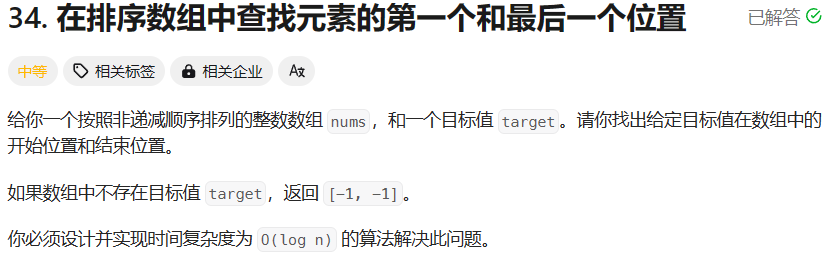 34. 在排序数组中查找元素的第一个和最后一个位置 已解答
中等 相关标签 相关企业 Aあ
给你一个按照非递减顺序排列的整数数组 nums，和一个目标值 target。请你找出给定目标值在数组中的
开始位置和结束位置。
如果数组中不存在目标值 target，返回 [-1, -1]。
你必须设计并实现时间复杂度为 O(log n) 的算法解决此问题。